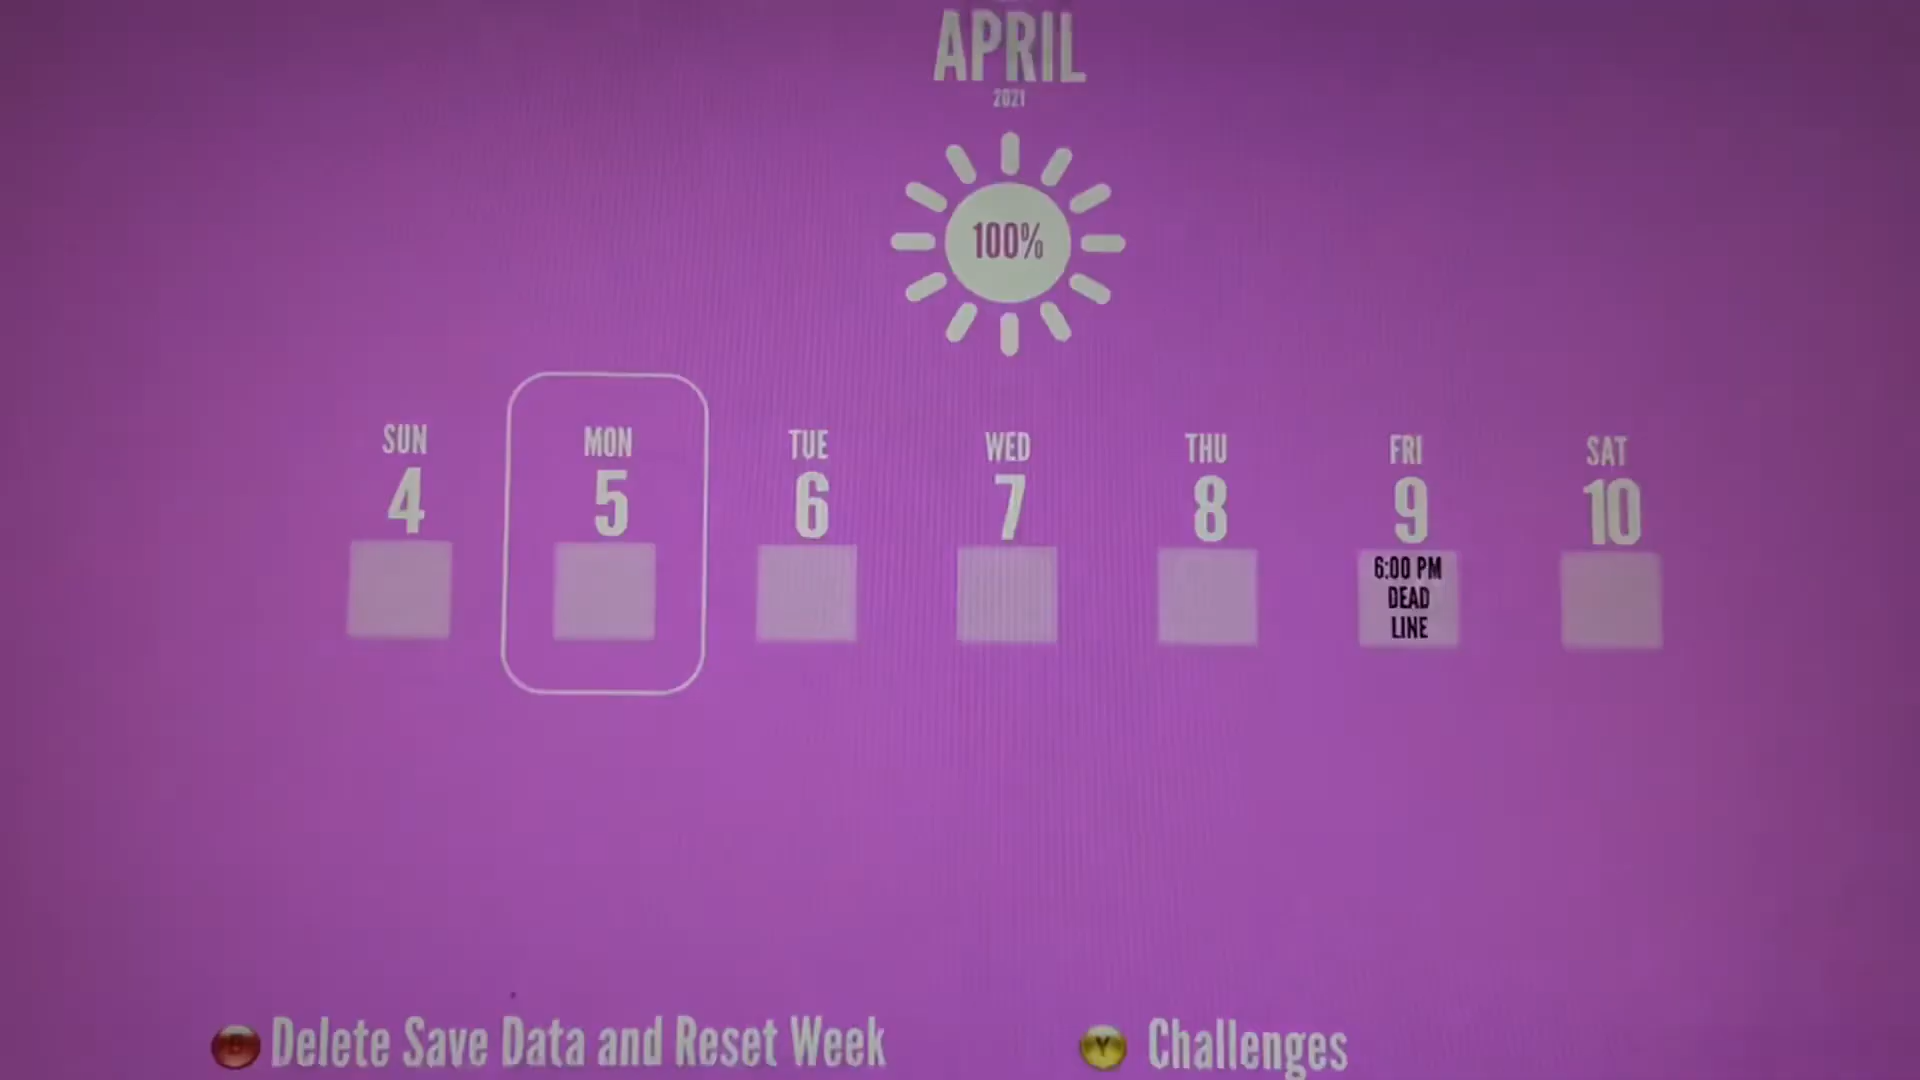 APRIL
2021
100%
SUN MON TUE WED THU FRI SAT
4 5 6 7 8 9 10
6:00 PM
DEAD
LINE
B Delete Save Data and Reset Week
Y Challenges